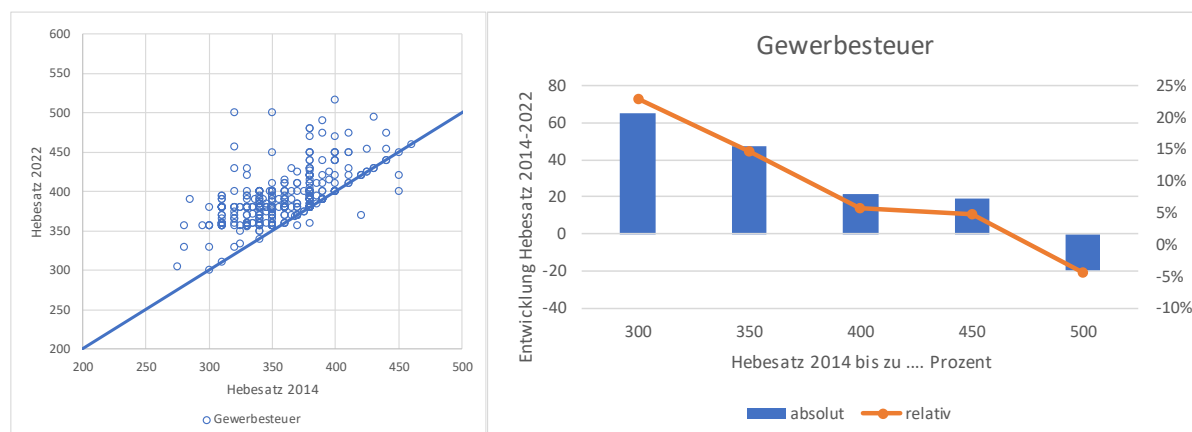 600
550
500
450
400
350
300
250
200
Hebesatz 2022
200 250 300 350 400 450 500
Hebesatz 2014
Gewerbesteuer
Gewerbesteuer
80
60
40
20
0
-20
-40
Entwicklung Hebesatz 2014-2022
25%
20%
15%
10%
5%
0%
-5%
-10%
300 350 400 450 500
Hebesatz 2014 bis zu .... Prozent
absolut relativ